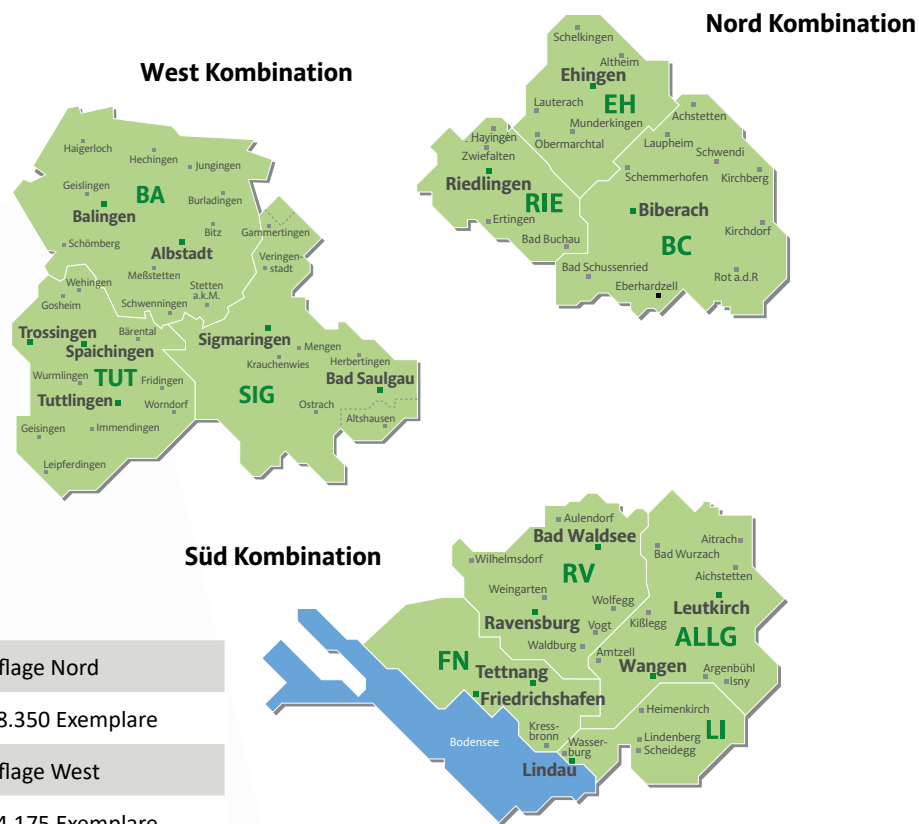 Nord Kombination
Schelkingen
Altheim
Ehingen
EH
Lauterach
Munderkingen
Obermarchtal
Achstetten
Laupheim
Schwendi
Schemmerhofen
Kirchberg
Hayingen
Zwiefalten
Riedlingen
RIE
Ertingen
Bad Buchau
Biberach
BC
Kirchdorf
Bad Schussenried
Eberhardzell
Rot a.d.R
West Kombination
Haigerloch
Hechingen
Jungingen
Geislingen
BA
Burladingen
Balingen
Bitz
Gammertingen
Schömberg
Albstadt
Veringen-
stadt
Meßstetten
Stetten
a.k.M.
Schwenningen
Wehingen
Gosheim
Trossingen
Bärental
Spaichingen
Wurmlingen
TUT
Fridingen
Tuttlingen
Worndorf
Geisingen
Immendingen
Leipferdingen
Sigmaringen
Mengen
Krauchenwies
Herbertingen
Bad Saulgau
SIG
Ostrach
Altshausen
Süd Kombination
Aulendorf
Bad Waldsee
Wilhelmsdorf
RV
Weingarten
Wolfegg
Ravensburg
Vogt
Waldburg
Aitrach
Bad Wurzach
Aichstetten
Leutkirch
Kißlegg
ALLG
Amtzell
Wangen
Argenbühl
Isny
FN
Tettnang
Friedrichshafen
Kress-
bronn
Wasser-
burg
Bodensee
Lindau
Heimenkirch
LI
Lindenberg
Scheidegg
flage Nord
8.350 Exemplare
flage West
4.175 Exemplare